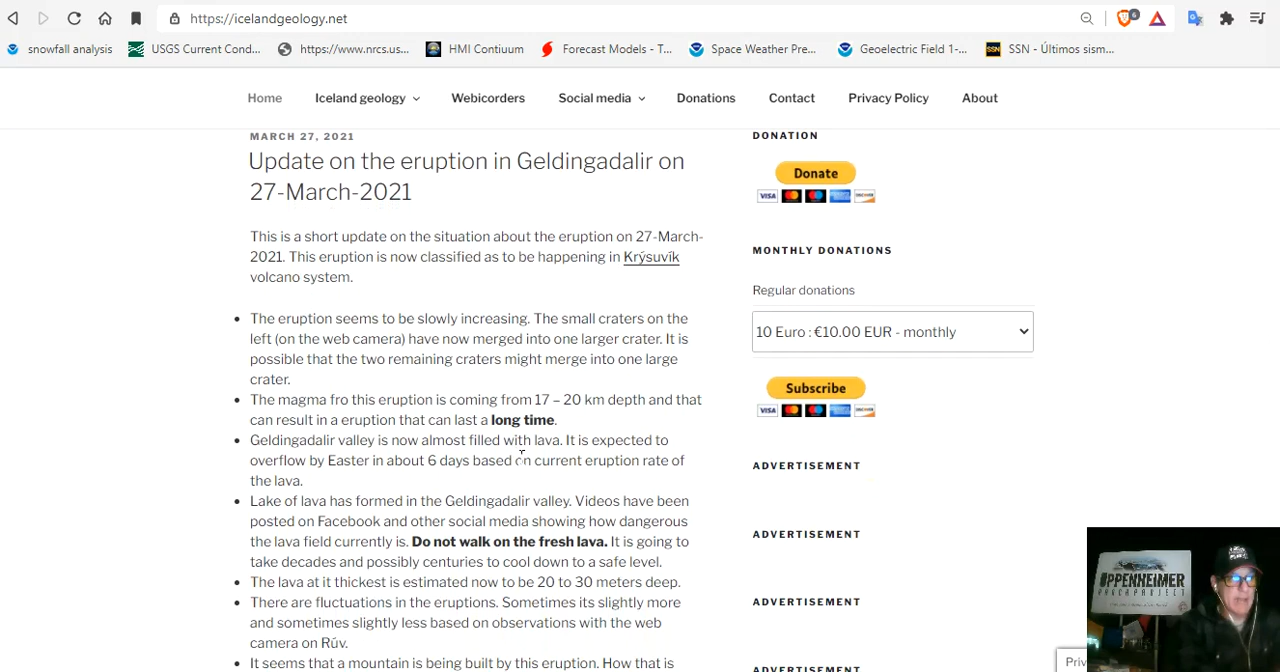 https://icelandgeology.net
snowfall analysis USGS Current Cond... https://www.nrcs.us... HMI Contiuum Forecast Models - T... Space Weather Pre... Geoelectric Field 1-... SSN - Últimos sism...
Home Iceland geology Webicorders Social media Donations Contact Privacy Policy About
MARCH 27, 2021
Update on the eruption in Geldingadalir on
27-March-2021
This is a short update on the situation about the eruption on 27-March-
2021. This eruption is now classified as to be happening in Krýsuvík
volcano system.
The eruption seems to be slowly increasing. The small craters on the
left (on the web camera) have now merged into one larger crater. It is
possible that the two remaining craters might merge into one large
crater.
The magma fro this eruption is coming from 17 – 20 km depth and that
can result in a eruption that can last a long time.
Geldingadalir valley is now almost filled with lava. It is expected to
overflow by Easter in about 6 days based on current eruption rate of
the lava.
Lake of lava has formed in the Geldingadalir valley. Videos have been
posted on Facebook and other social media showing how dangerous
the lava field currently is. Do not walk on the fresh lava. It is going to
take decades and possibly centuries to cool down to a safe level.
The lava at it thickest is estimated now to be 20 to 30 meters deep.
There are fluctuations in the eruptions. Sometimes its slightly more
and sometimes slightly less based on observations with the web
camera on Rúv.
It seems that a mountain is being built by this eruption. How that is
DONATION
Donate
VISA DISCOVER
MONTHLY DONATIONS
Regular donations
10 Euro : €10.00 EUR - monthly
Subscribe
VISA DISCOVER
ADVERTISEMENT
ADVERTISEMENT
ADVERTISEMENT
ADVERTISEMENT
OPPENHEIMER
RANCH PROJECT
Priv